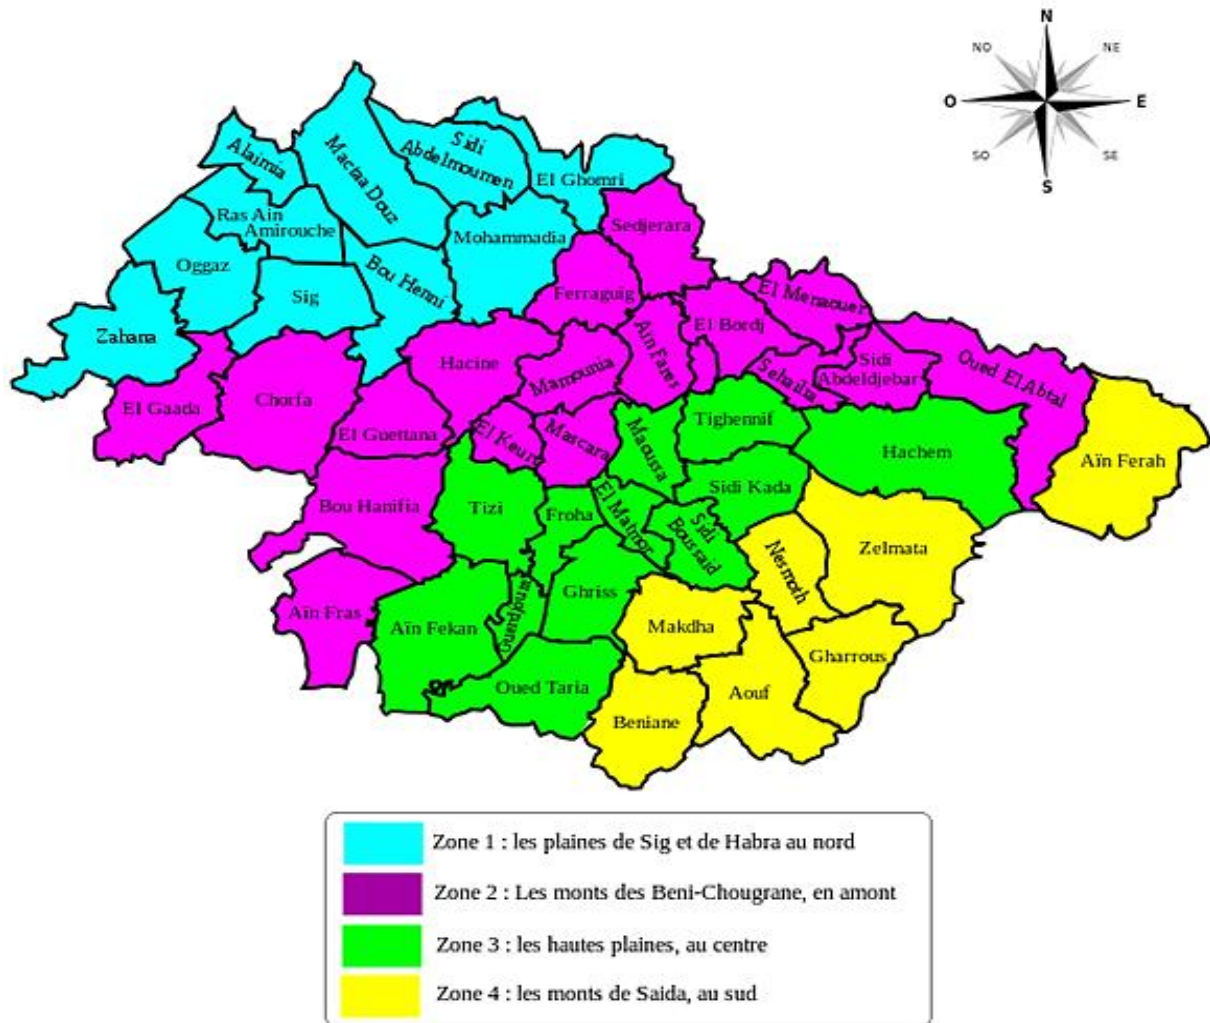 N
NO
NE
O
E
SO
SE
S
Alaimia
Mactaa Douz
Sidi
Abdelmoumen
El Ghomri
Ras Ain
Amirouche
Mohammadia
Sedjerara
Oggaz
Bou Henni
Sig
Ferraguig
El Menaouer
Zahana
Hacine
Mamounia
Aïn Fares
El Bordj
Sehailia
Sidi
Abdeldjebar
Oued El Abtal
El Gaada
Chorfa
El Guettana
El Keurt
Mascara
Maoussa
Tighennif
Hachem
Aïn Ferah
Bou Hanifia
Tizi
Froha
El Matmor
Sidi Kada
Sidi
Boussaid
Nesmoth
Zelmata
Aïn Fras
Aïn Fekan
Guerdjoum
Ghriss
Makdha
Gharrous
Oued Taria
Beniane
Aouf
Zone 1 : les plaines de Sig et de Habra au nord
Zone 2 : Les monts des Beni-Chougrane, en amont
Zone 3 : les hautes plaines, au centre
Zone 4 : les monts de Saida, au sud